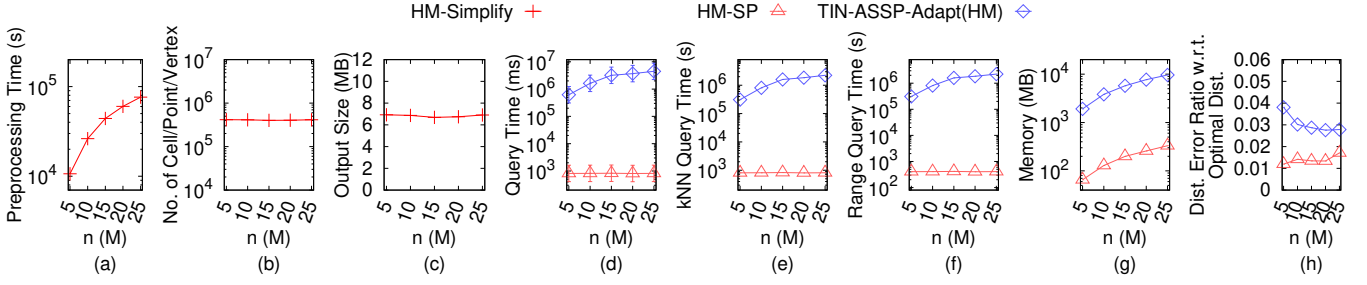 HM-Simplify HM-SP TIN-ASSP-Adapt(HM)
Preprocessing Time (s)
10^5
10^4
5 10 15 20 25
n (M)
(a)
No. of Cell/Point/Vertex
10^7
10^6
10^5
10^4
5 10 15 20 25
n (M)
(b)
Output Size (MB)
12
10
8
6
4
2
0
5 10 15 20 25
n (M)
(c)
Query Time (ms)
10^7
10^6
10^5
10^4
10^3
5 10 15 20 25
n (M)
(d)
kNN Query Time (s)
10^6
10^5
10^4
10^3
5 10 15 20 25
n (M)
(e)
Range Query Time (s)
10^6
10^5
10^4
10^3
10^2
5 10 15 20 25
n (M)
(f)
Memory (MB)
10^4
10^3
10^2
5 10 15 20 25
n (M)
(g)
Dist. Error Ratio w.r.t.
Optimal Dist.
0.06
0.05
0.04
0.03
0.02
0.01
0
5 10 15 20 25
n (M)
(h)